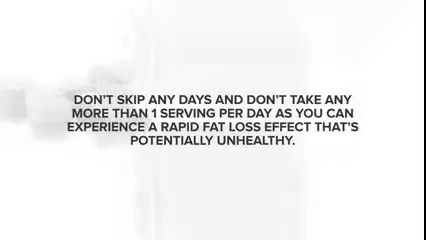 DON'T SKIP ANY DAYS AND DON'T TAKE ANY
MORE THAN 1 SERVING PER DAY AS YOU CAN
EXPERIENCE A RAPID FAT LOSS EFFECT THAT'S
POTENTIALLY UNHEALTHY.